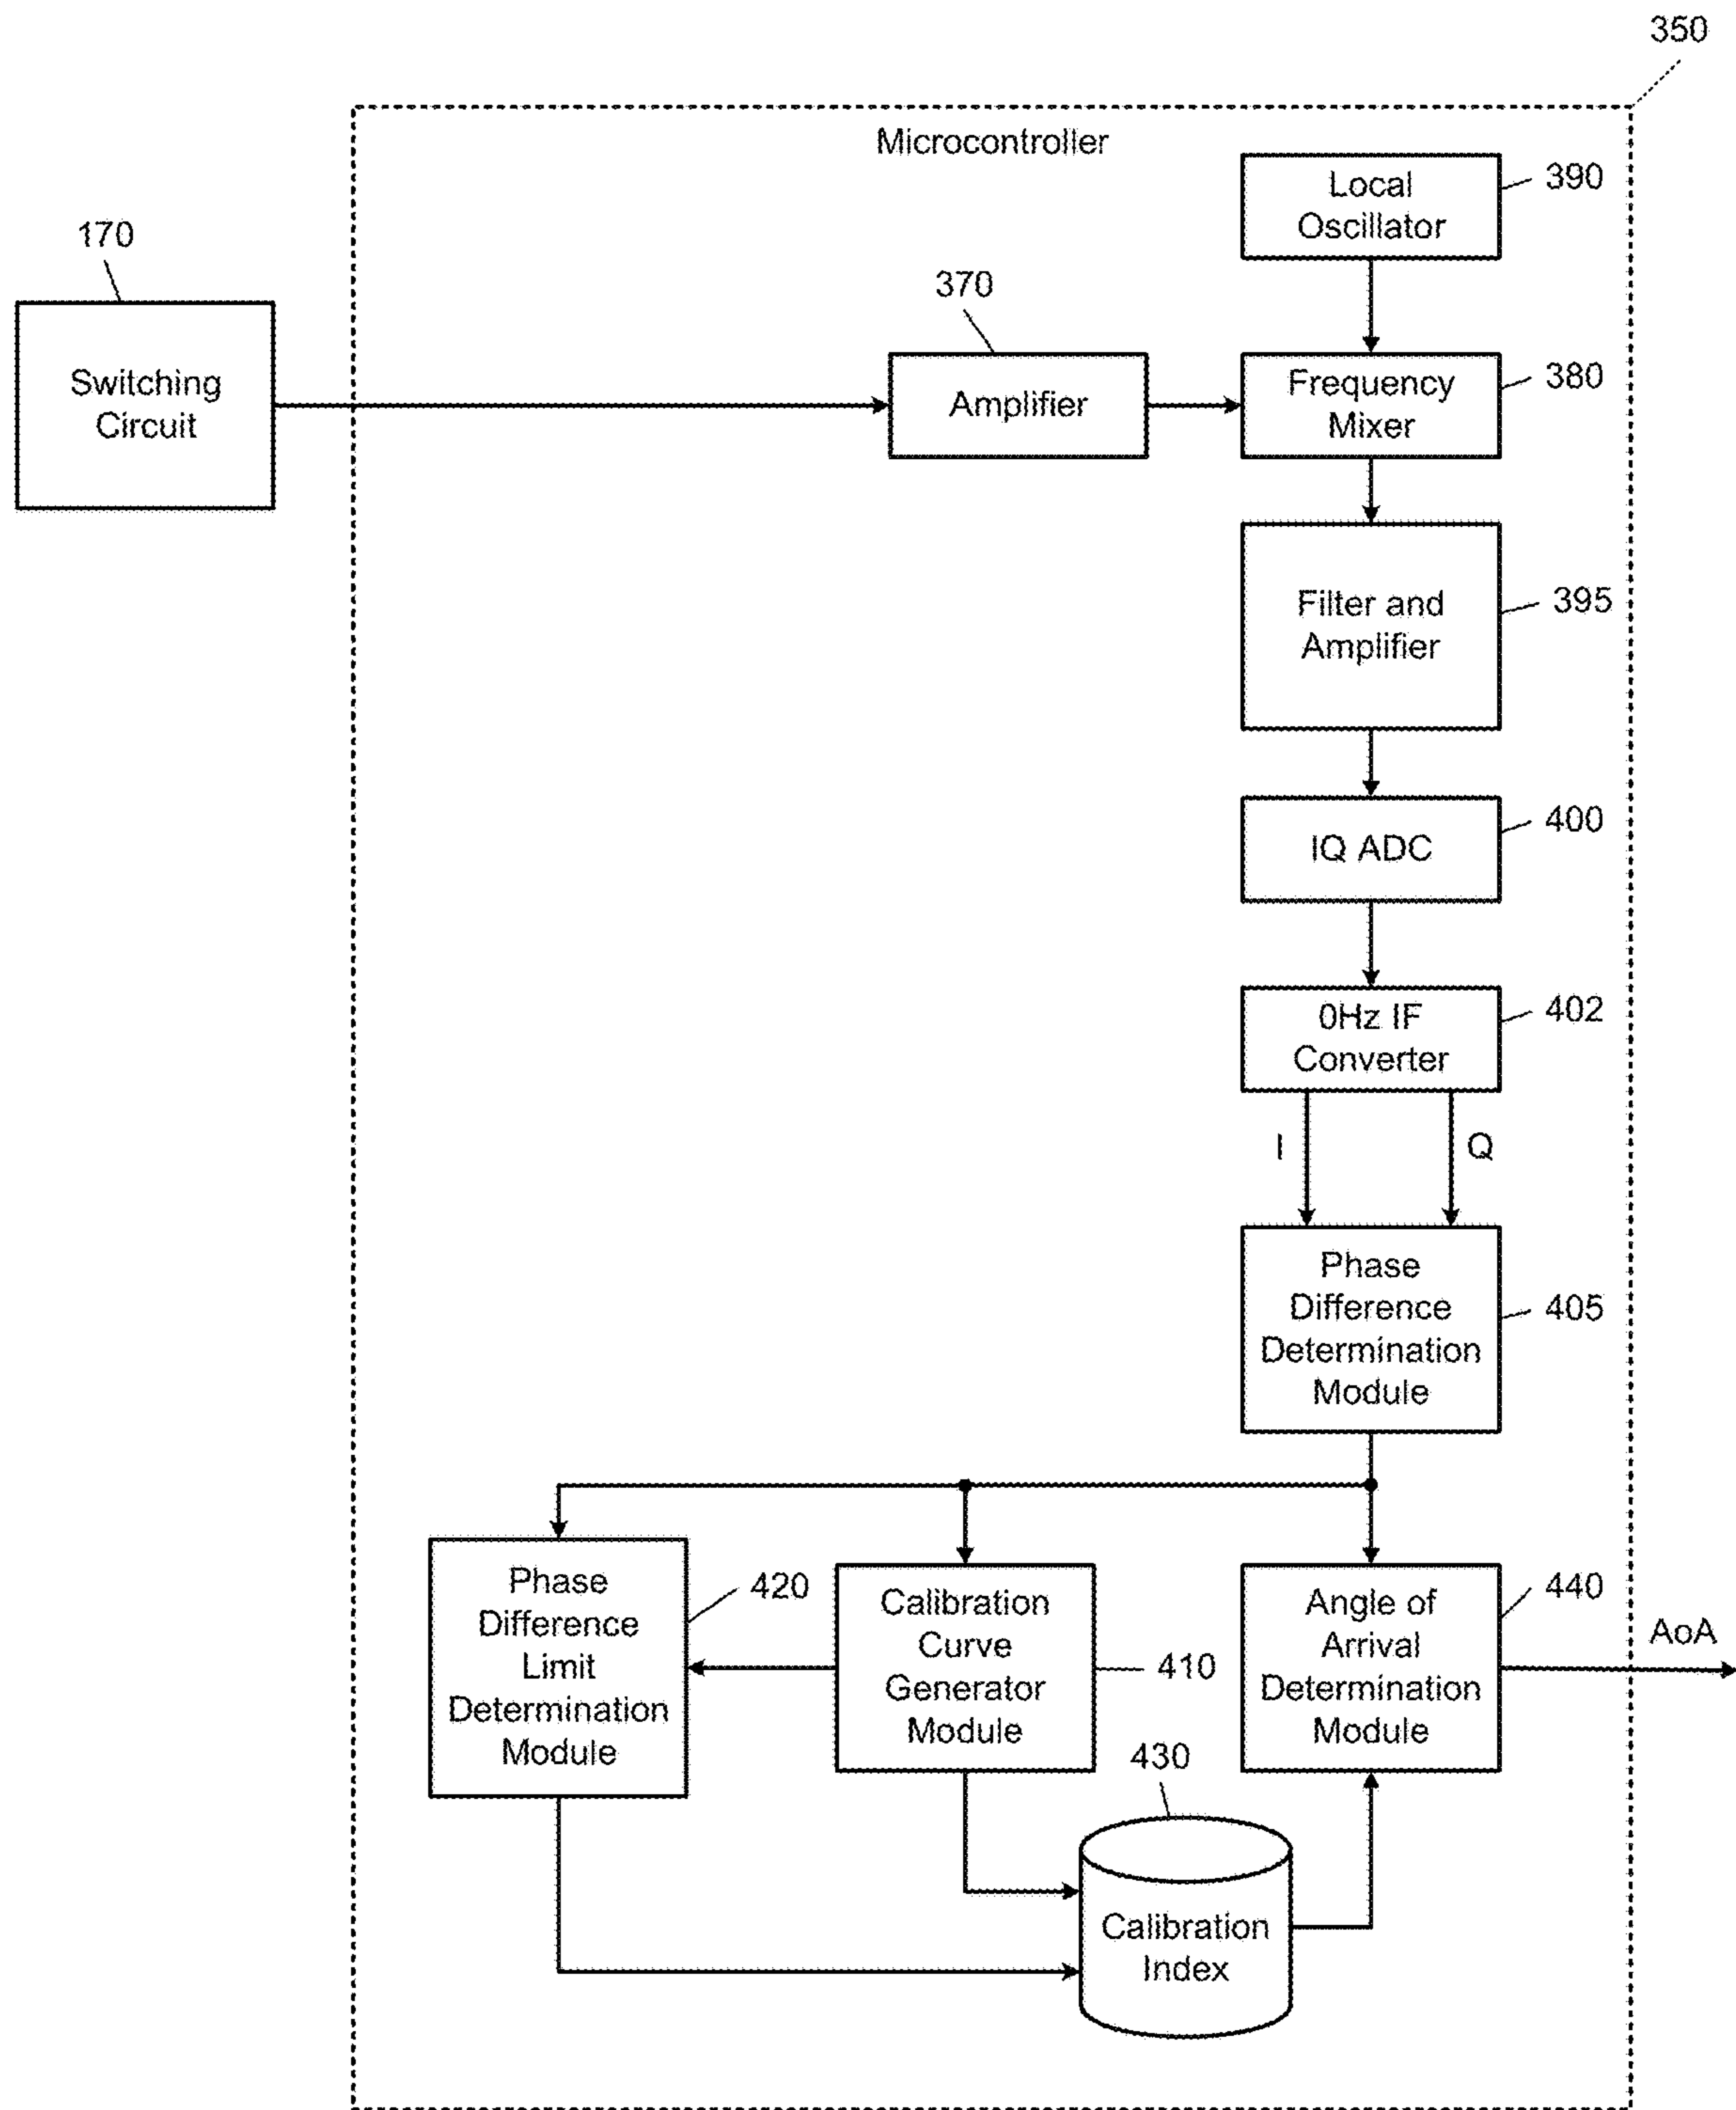 350
Microcontroller
Local
Oscillator
390
170
Switching
Circuit
370
Amplifier
Frequency
Mixer
380
Filter and
Amplifier
395
IQ ADC
400
0Hz IF
Converter
402
I
Q
Phase
Difference
Determination
Module
405
Phase
Difference
Limit
Determination
Module
420
Calibration
Curve
Generator
Module
410
Angle of
Arrival
Determination
Module
440
AoA
430
Calibration
Index